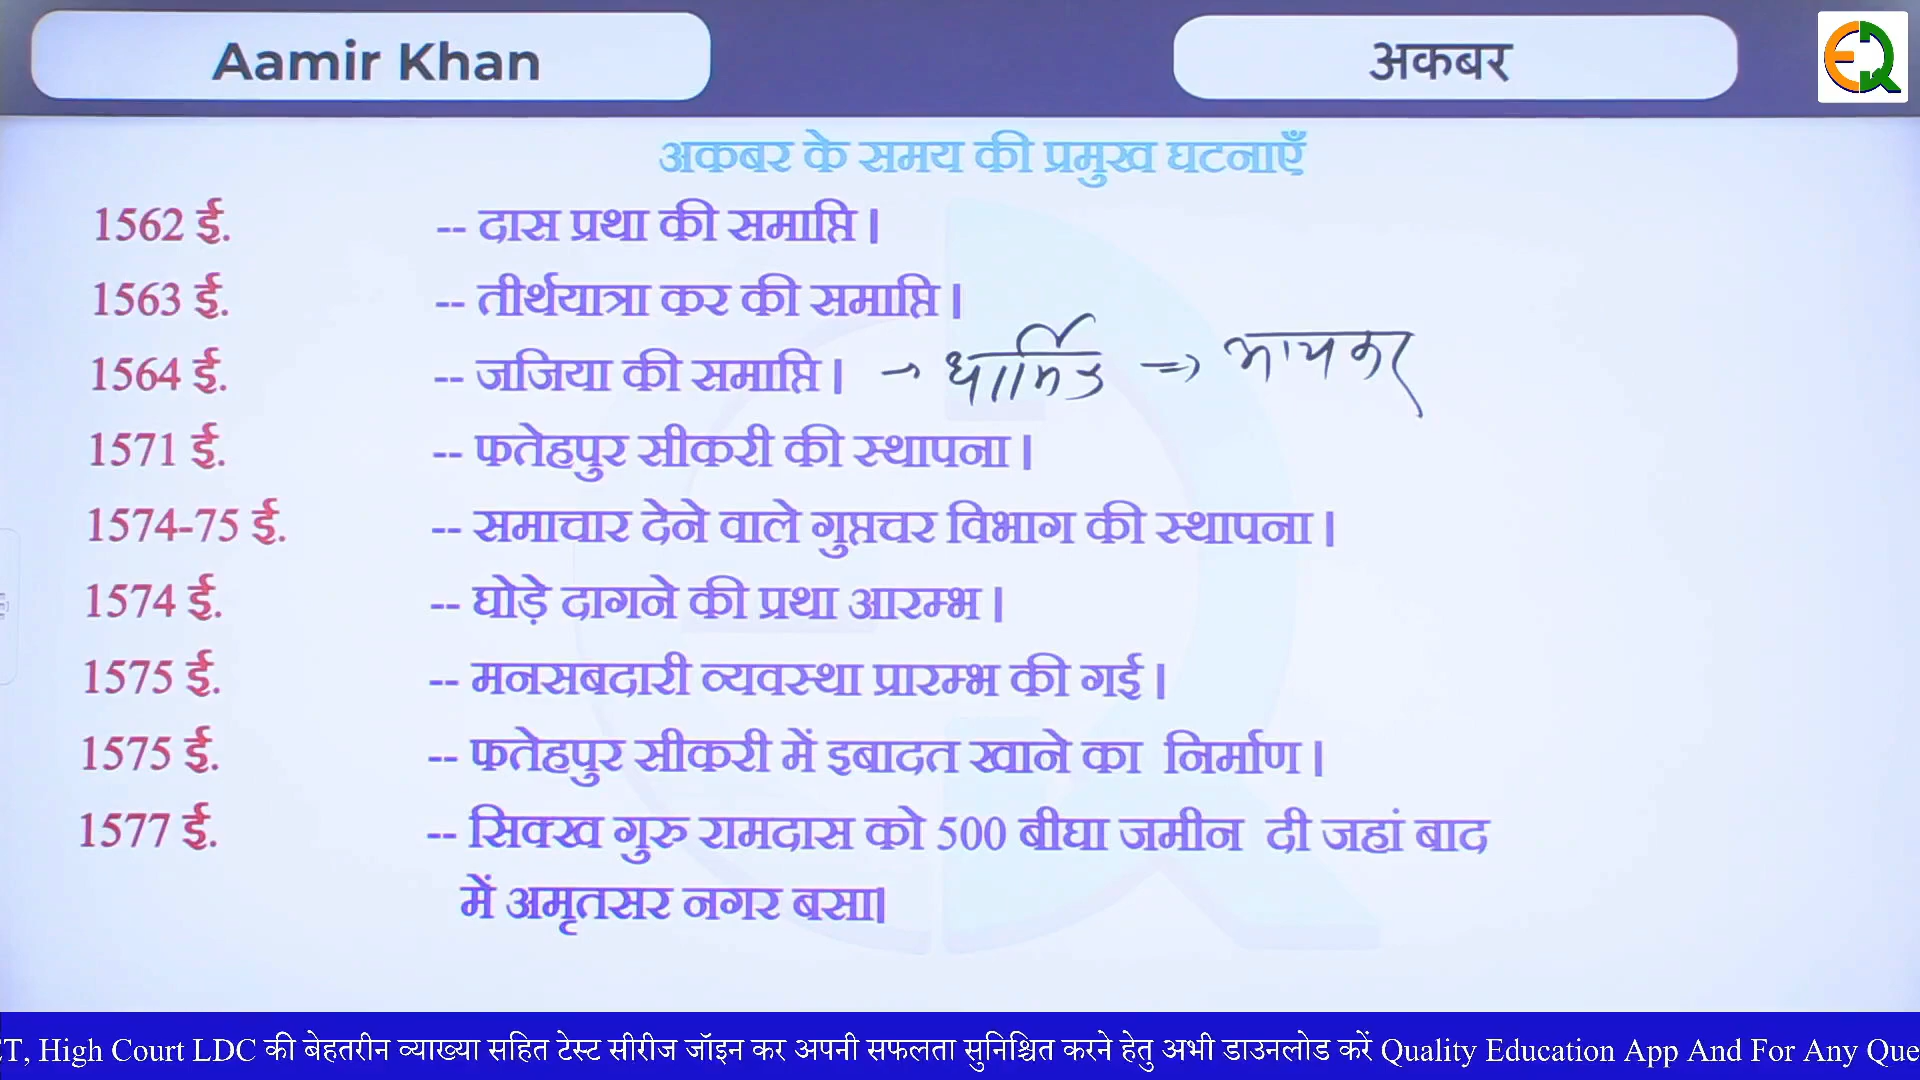 Aamir Khan
अकबर
अकबर के समय की प्रमुख घटनाएँ
1562 ई. -- दास प्रथा की समाप्ति।
1563 ई. -- तीर्थयात्रा कर की समाप्ति।
1564 ई. -- जजिया की समाप्ति। → धार्मिक ⇒ आयकर
1571 ई. -- फतेहपुर सीकरी की स्थापना।
1574-75 ई. -- समाचार देने वाले गुप्तचर विभाग की स्थापना।
1574 ई. -- घोड़े दागने की प्रथा आरम्भ।
1575 ई. -- मनसबदारी व्यवस्था प्रारम्भ की गई।
1575 ई. -- फतेहपुर सीकरी में इबादत खाने का निर्माण।
1577 ई. -- सिक्ख गुरु रामदास को 500 बीघा जमीन दी जहां बाद
में अमृतसर नगर बसा।
T, High Court LDC की बेहतरीन व्याख्या सहित टेस्ट सीरीज जॉइन कर अपनी सफलता सुनिश्चित करने हेतु अभी डाउनलोड करें Quality Education App And For Any Que